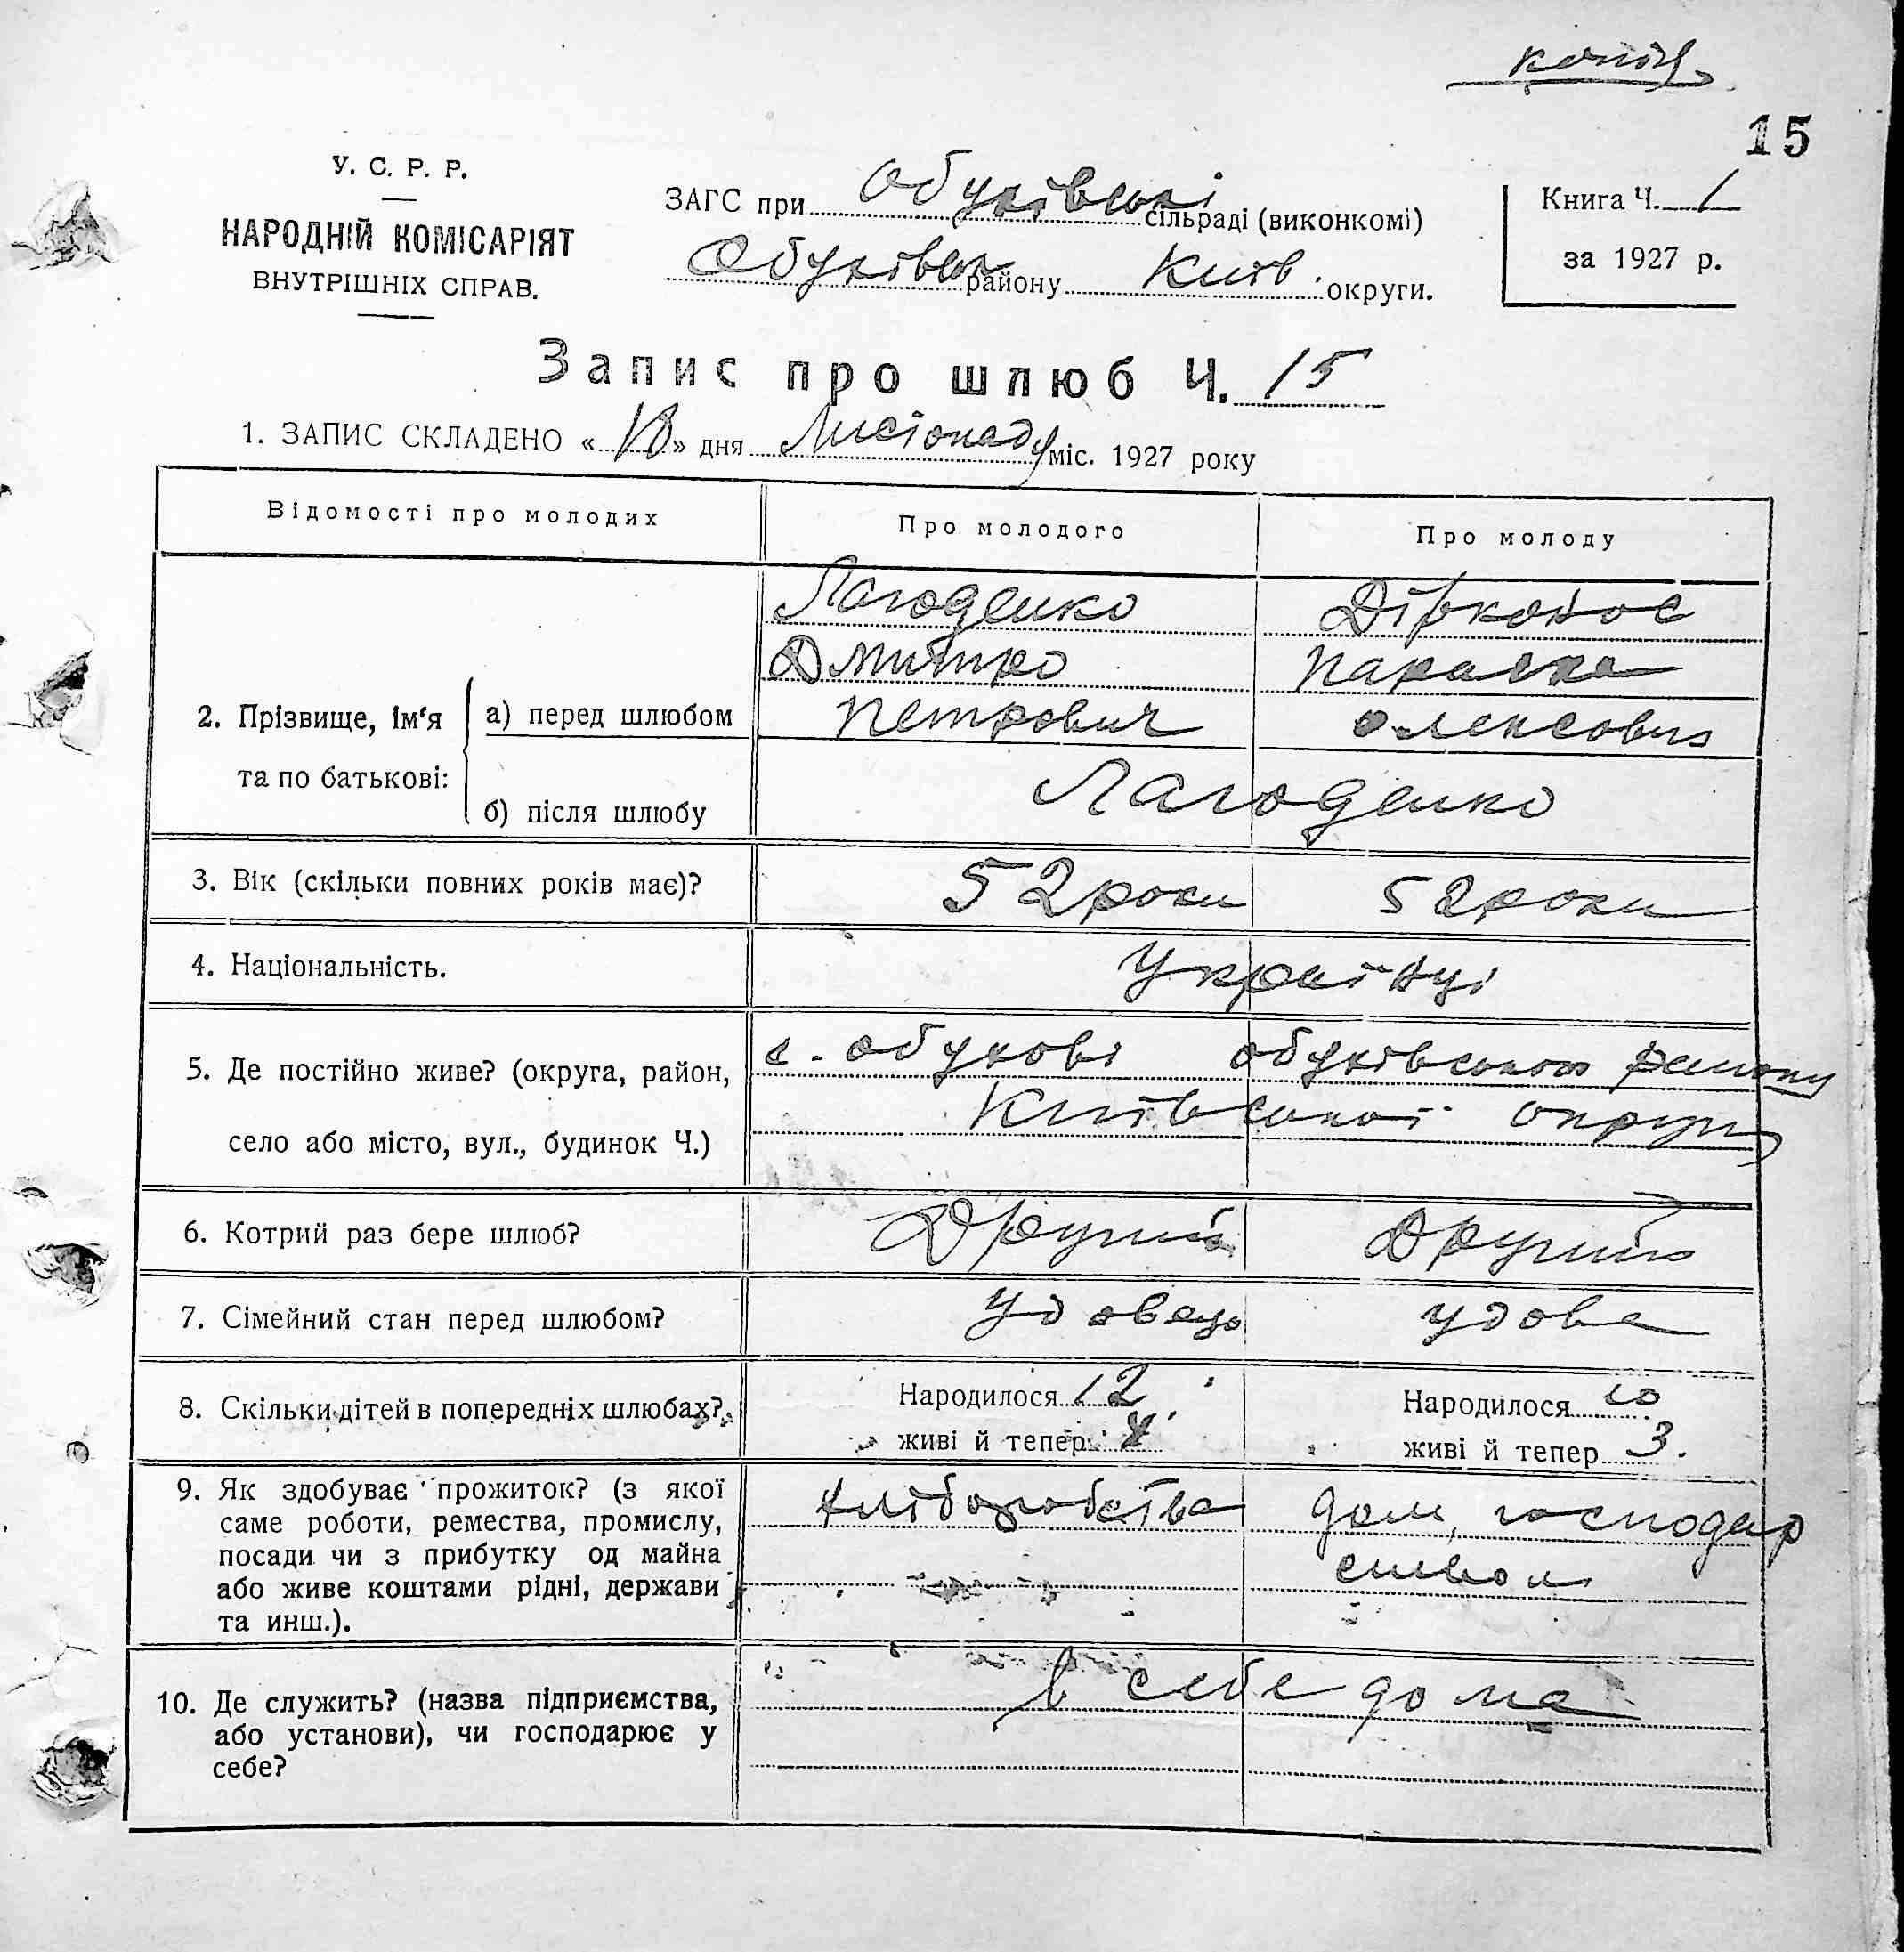 копія
15
У. С. Р. Р.
НАРОДНІЙ КОМІСАРІЯТ
ВНУТРІШНІХ СПРАВ.
ЗАГС при Обухівські сільраді (виконкомі)
Обухівськ району Київ. округи.
Книга Ч. 1
за 1927 р.
Запис про шлюб Ч. 15
1. ЗАПИС СКЛАДЕНО « » дня Листопаду міс. 1927 року
Відомості про молодих
Про молодого
Про молоду
2. Прізвище, ім'я та по батькові:
а) перед шлюбом
Лагоденко
Дмитро
Петрович
Дірконос
Параска
Олексовна
б) після шлюбу
Лагоденко
3. Вік (скільки повних років має)?
52 роки
52 роки
4. Національність.
Українці
5. Де постійно живе? (округа, район,
село або місто, вул., будинок Ч.)
с. Обухові Обухівського району
Київської округи
6. Котрий раз бере шлюб?
Другий
Другий
7. Сімейний стан перед шлюбом?
Удовець
удова
8. Скільки дітей в попередніх шлюбах?
Народилося 12
живі й тепер 4
Народилося 10
живі й тепер 3.
9. Як здобуває прожиток? (з якої
саме роботи, ремества, промислу,
посади чи з прибутку од майна
або живе коштами рідні, держави
та инш.).
хліборобства
дом. господар
ством
10. Де служить? (назва підприємства,
або установи), чи господарює у
себе?
в себе дома